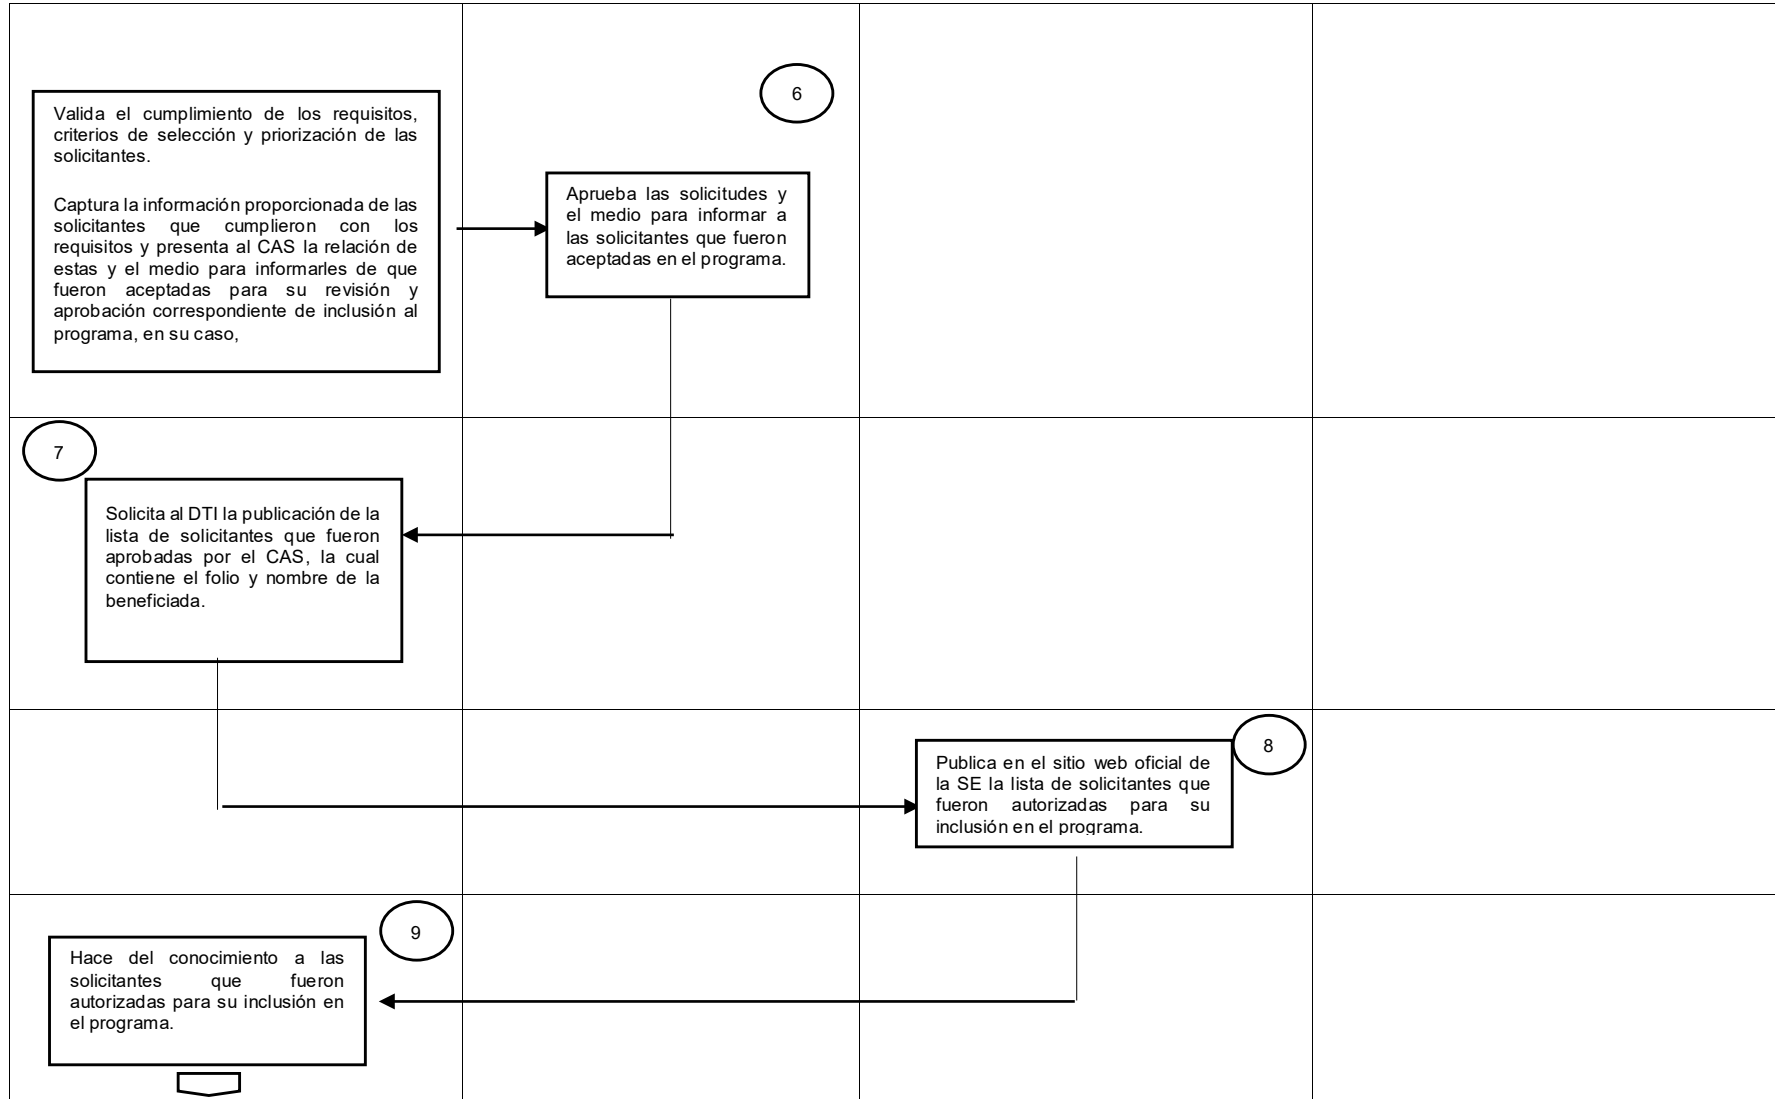 Valida el cumplimiento de los requisitos,
criterios de selección y priorización de las
solicitantes.
Captura la información proporcionada de las
solicitantes que cumplieron con los
requisitos y presenta al CAS la relación de
estas y el medio para informarles de que
fueron aceptadas para su revisión y
aprobación correspondiente de inclusión al
programa, en su caso,
6
Aprueba las solicitudes y
el medio para informar a
las solicitantes que fueron
aceptadas en el programa.
7
Solicita al DTI la publicación de la
lista de solicitantes que fueron
aprobadas por el CAS, la cual
contiene el folio y nombre de la
beneficiada.
8
Publica en el sitio web oficial de
la SE la lista de solicitantes que
fueron autorizadas para su
inclusión en el programa.
9
Hace del conocimiento a las
solicitantes que fueron
autorizadas para su inclusión en
el programa.